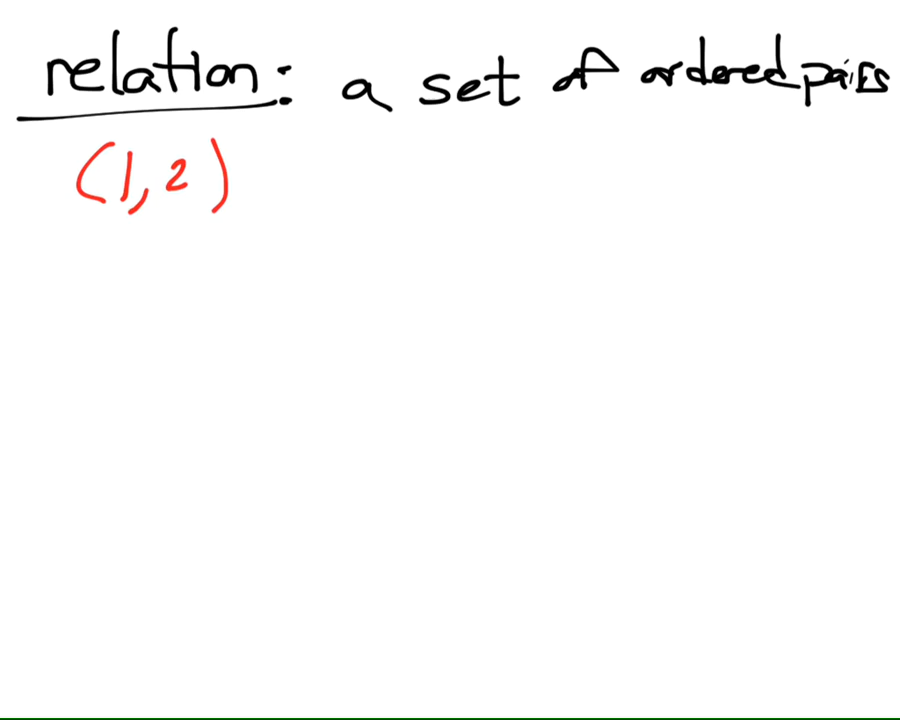 relation: a set of ordered pairs
(1,2)